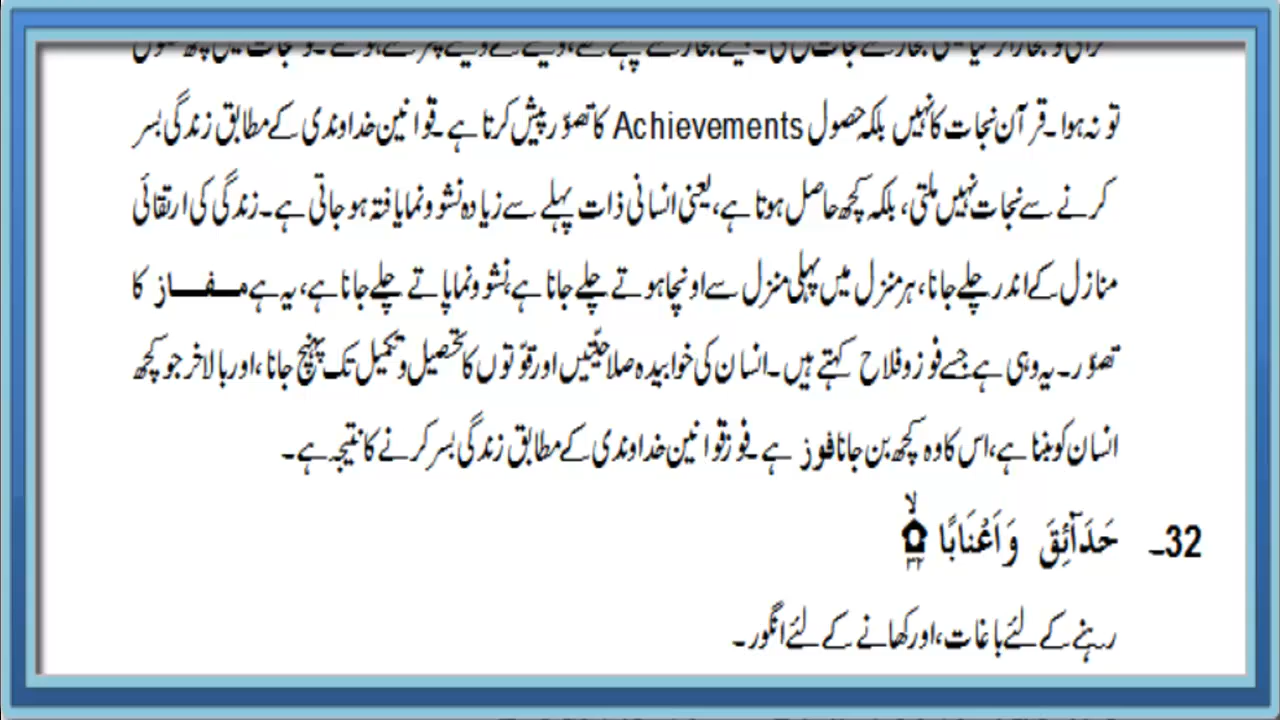 تو نہ ہوا۔ قرآن نجات کا نہیں بلکہ حصول Achievements کا تصوّر پیش کرتا ہے۔ قوانین خداوندی کے مطابق زندگی بسر
کرنے سے نجات نہیں ملتی، بلکہ کچھ حاصل ہوتا ہے، یعنی انسانی ذات پہلے سے زیادہ نشوونما یافتہ ہو جاتی ہے۔ زندگی کی ارتقائی
منازل کے اندر چلے جانا، ہر منزل میں پہلی منزل سے اونچا ہوتے چلے جانا ہے، نشوونما پاتے چلے جانا ہے، یہ ہے مفاز کا
تصوّر۔ یہ وہی ہے جسے فوز و فلاح کہتے ہیں۔ انسان کی خوابیدہ صلاحیّتیں اور قوّتوں کا تحصیل و تکمیل تک پہنچ جانا، اور بالآخر جو کچھ
انسان کو بننا ہے، اس کا وہ کچھ بن جانا فوز ہے۔ فوز قوانین خداوندی کے مطابق زندگی بسر کرنے کا نتیجہ ہے۔
32۔ حَدَآئِقَ وَاَعْنَابًا ۙ۳۲
رہنے کے لئے باغات، اور کھانے کے لئے انگور۔